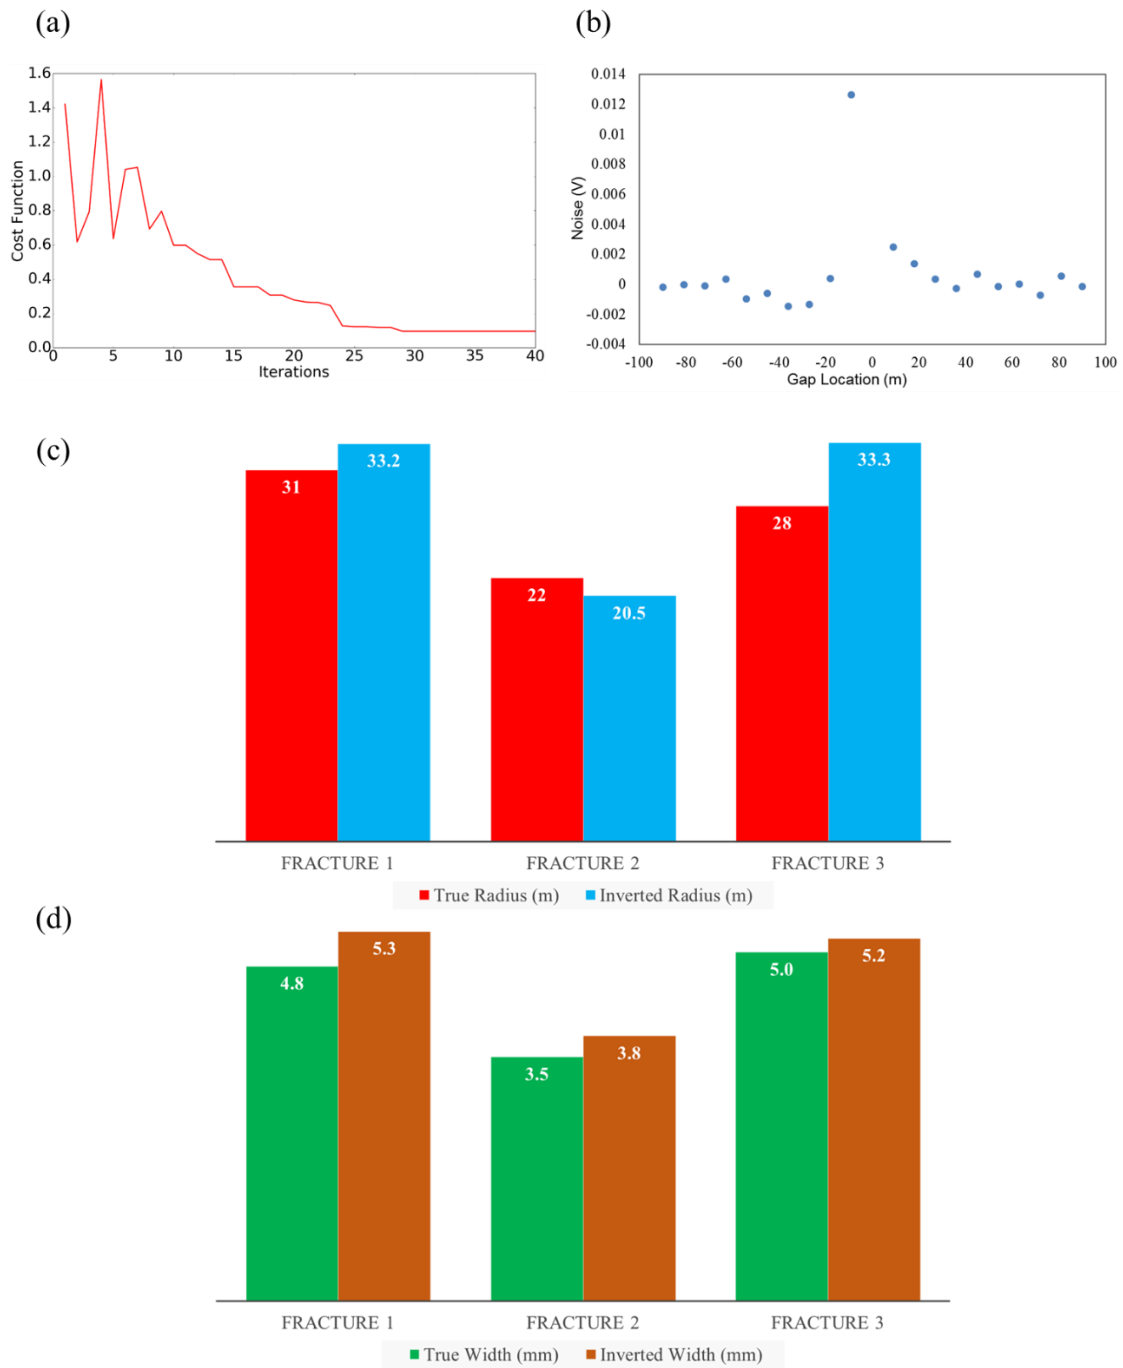 (a)
(b)
1.6
1.4
1.2
1.0
0.8
0.6
0.4
0.2
0.0
Cost Function
0 5 10 15 20 25 30 35 40
Iterations
0.014
0.012
0.01
0.008
0.006
0.004
0.002
0
-0.002
-0.004
Noise (V)
-100 -80 -60 -40 -20 0 20 40 60 80 100
Gap Location (m)
(c)
31 33.2 22 20.5 28 33.3
FRACTURE 1 FRACTURE 2 FRACTURE 3
True Radius (m) Inverted Radius (m)
(d)
4.8 5.3 3.5 3.8 5.0 5.2
FRACTURE 1 FRACTURE 2 FRACTURE 3
True Width (mm) Inverted Width (mm)